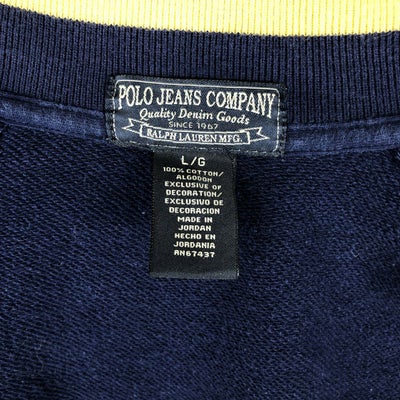 POLO JEANS COMPANY
Quality Denim Goods
SINCE 1967
RALPH LAUREN MFG.
L/G
100% COTTON/
ALGODON
EXCLUSIVE OF
DECORATION/
EXCLUSIVO DE
DECORACION
MADE IN
JORDAN
HECHO EN
JORDANIA
RN67437